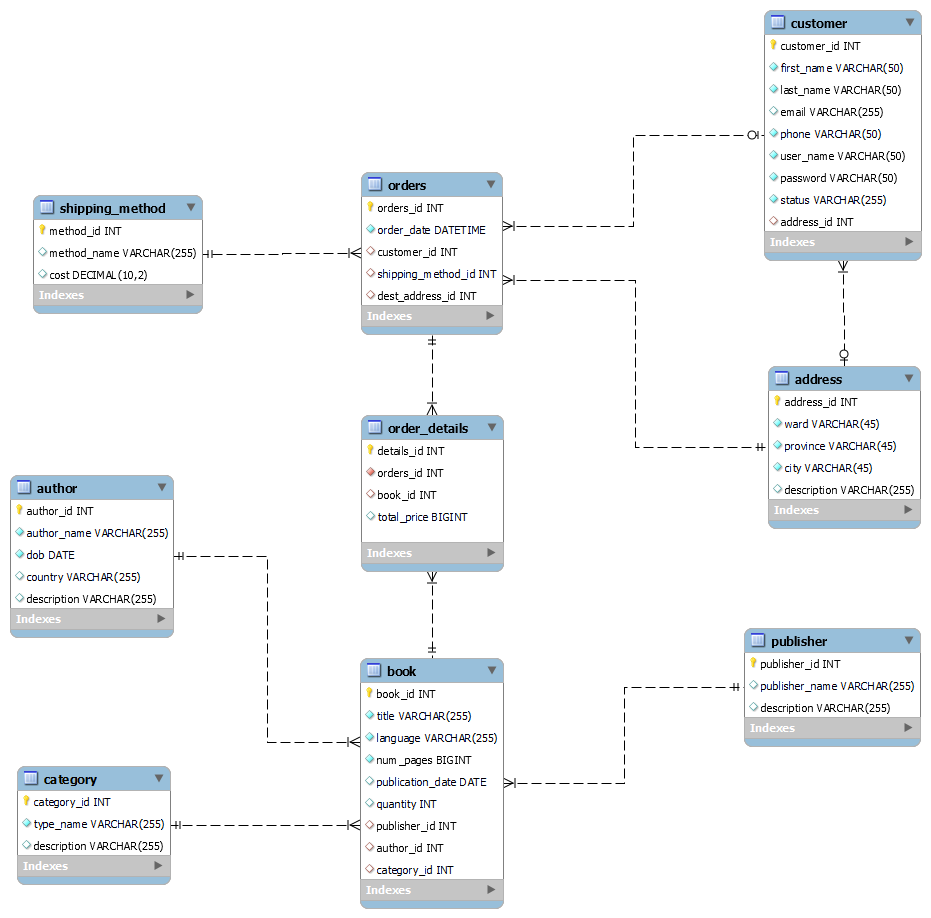 customer
customer_id INT
first_name VARCHAR(50)
last_name VARCHAR(50)
email VARCHAR(255)
phone VARCHAR(50)
user_name VARCHAR(50)
password VARCHAR(50)
status VARCHAR(255)
address_id INT
Indexes
orders
orders_id INT
order_date DATETIME
customer_id INT
shipping_method_id INT
dest_address_id INT
Indexes
shipping_method
method_id INT
method_name VARCHAR(255)
cost DECIMAL(10,2)
Indexes
address
address_id INT
ward VARCHAR(45)
province VARCHAR(45)
city VARCHAR(45)
description VARCHAR(255)
Indexes
order_details
details_id INT
orders_id INT
book_id INT
total_price BIGINT
Indexes
author
author_id INT
author_name VARCHAR(255)
dob DATE
country VARCHAR(255)
description VARCHAR(255)
Indexes
publisher
publisher_id INT
publisher_name VARCHAR(255)
description VARCHAR(255)
Indexes
book
book_id INT
title VARCHAR(255)
language VARCHAR(255)
num_pages BIGINT
publication_date DATE
quantity INT
publisher_id INT
author_id INT
category_id INT
Indexes
category
category_id INT
type_name VARCHAR(255)
description VARCHAR(255)
Indexes